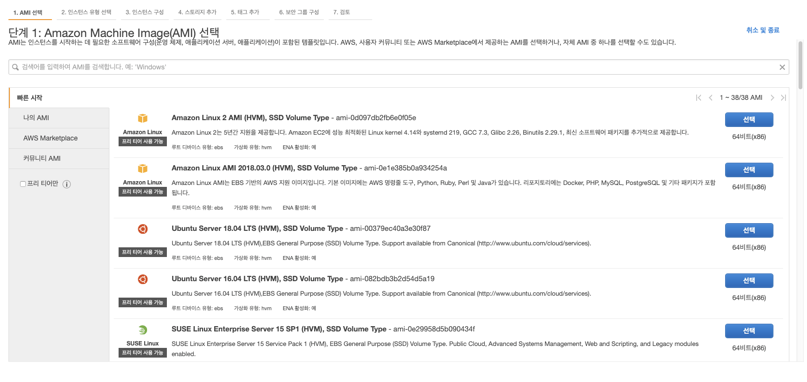 1. AMI 선택 2. 인스턴스 유형 선택 3. 인스턴스 구성 4. 스토리지 추가 5. 태그 추가 6. 보안 그룹 구성 7. 검토
단계 1: Amazon Machine Image(AMI) 선택 취소 및 종료
AMI는 인스턴스를 시작하는 데 필요한 소프트웨어 구성(운영 체제, 애플리케이션 서버, 애플리케이션)이 포함된 템플릿입니다. AWS, 사용자 커뮤니티 또는 AWS Marketplace에서 제공하는 AMI를 선택하거나, 자체 AMI 중 하나를 선택할 수도 있습니다.
검색어를 입력하여 AMI를 검색합니다. 예: 'Windows'
빠른 시작
나의 AMI
AWS Marketplace
커뮤니티 AMI
프리 티어만
1 ~ 38/38 AMI
Amazon Linux
프리 티어 사용 가능
Amazon Linux 2 AMI (HVM), SSD Volume Type - ami-0d097db2fb6e0f05e
Amazon Linux 2는 5년간 지원을 제공합니다. Amazon EC2에 성능 최적화된 Linux kernel 4.14와 systemd 219, GCC 7.3, Glibc 2.26, Binutils 2.29.1, 최신 소프트웨어 패키지를 추가적으로 제공합니다.
루트 디바이스 유형: ebs 가상화 유형: hvm ENA 활성화: 예
선택
64비트(x86)
Amazon Linux
프리 티어 사용 가능
Amazon Linux AMI 2018.03.0 (HVM), SSD Volume Type - ami-0e1e385b0a934254a
Amazon Linux AMI는 EBS 기반의 AWS 지원 이미지입니다. 기본 이미지에는 AWS 명령줄 도구, Python, Ruby, Perl 및 Java가 있습니다. 리포지토리에는 Docker, PHP, MySQL, PostgreSQL 및 기타 패키지가 포함
됩니다.
루트 디바이스 유형: ebs 가상화 유형: hvm ENA 활성화: 예
선택
64비트(x86)
프리 티어 사용 가능
Ubuntu Server 18.04 LTS (HVM), SSD Volume Type - ami-00379ec40a3e30f87
Ubuntu Server 18.04 LTS (HVM),EBS General Purpose (SSD) Volume Type. Support available from Canonical (http://www.ubuntu.com/cloud/services).
루트 디바이스 유형: ebs 가상화 유형: hvm ENA 활성화: 예
선택
64비트(x86)
프리 티어 사용 가능
Ubuntu Server 16.04 LTS (HVM), SSD Volume Type - ami-082bdb3b2d54d5a19
Ubuntu Server 16.04 LTS (HVM),EBS General Purpose (SSD) Volume Type. Support available from Canonical (http://www.ubuntu.com/cloud/services).
루트 디바이스 유형: ebs 가상화 유형: hvm ENA 활성화: 예
선택
64비트(x86)
SUSE Linux
프리 티어 사용 가능
SUSE Linux Enterprise Server 15 SP1 (HVM), SSD Volume Type - ami-0e29958d5b090434f
SUSE Linux Enterprise Server 15 Service Pack 1 (HVM), EBS General Purpose (SSD) Volume Type. Public Cloud, Advanced Systems Management, Web and Scripting, and Legacy modules
enabled.
선택
64비트(x86)